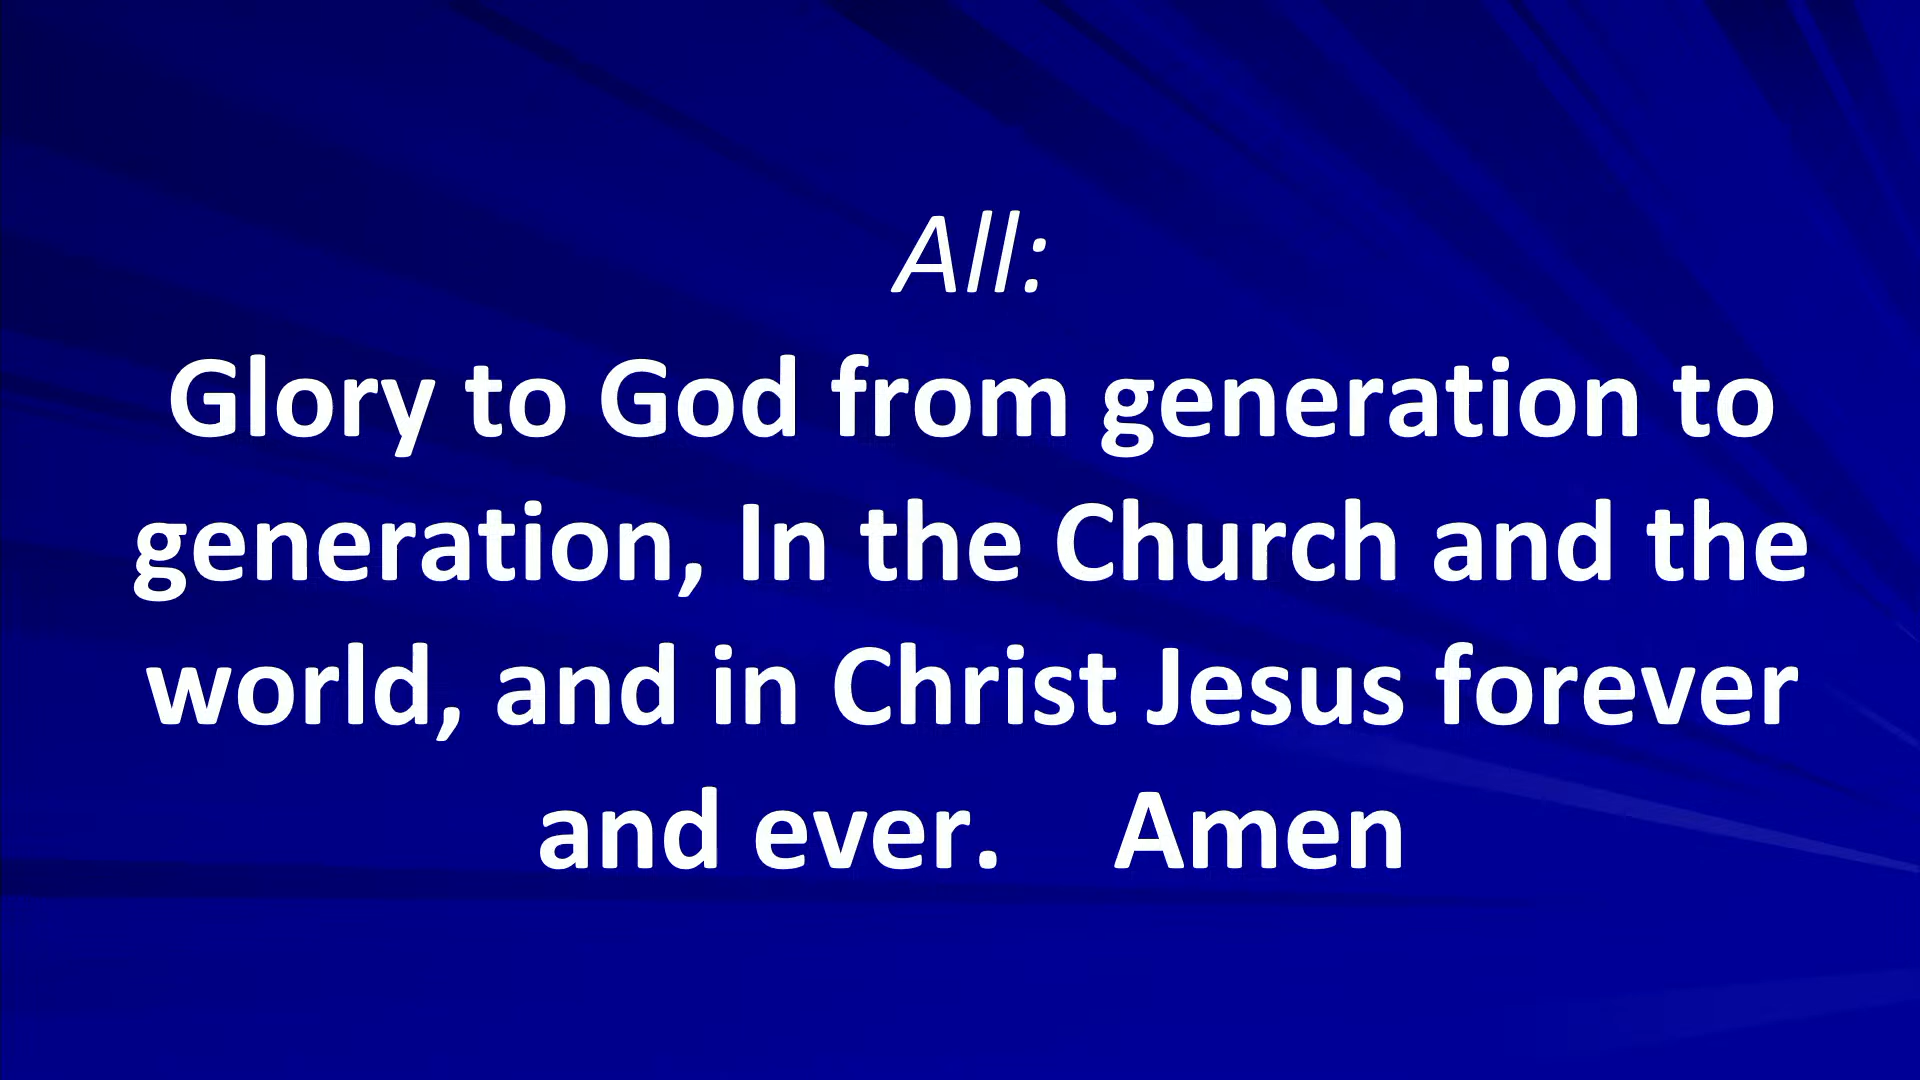 All:
Glory to God from generation to
generation, In the Church and the
world, and in Christ Jesus forever
and ever.    Amen